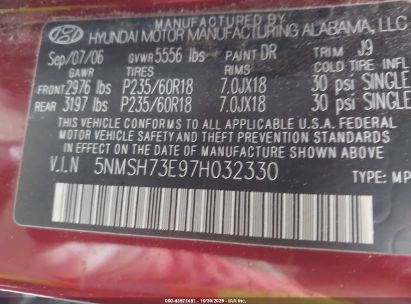 MANUFACTURED BY
HYUNDAI MOTOR MANUFACTURING ALABAMA, LLC
Sep/07/06 GVWR 5556 lbs PAINT DR TRIM J9
GAWR TIRES RIMS COLD TIRE INFL
FRONT 2976 lbs P235/60R18 7.0JX18 30 psi SINGLE
REAR 3197 lbs P235/60R18 7.0JX18 30 psi SINGLE
THIS VEHICLE CONFORMS TO ALL APPLICABLE U.S.A. FEDERAL
MOTOR VEHICLE SAFETY AND THEFT PREVENTION STANDARDS
IN EFFECT ON THE DATE OF MANUFACTURE SHOWN ABOVE.
V.I.N 5NMSH73E97H032330 TYPE: MP